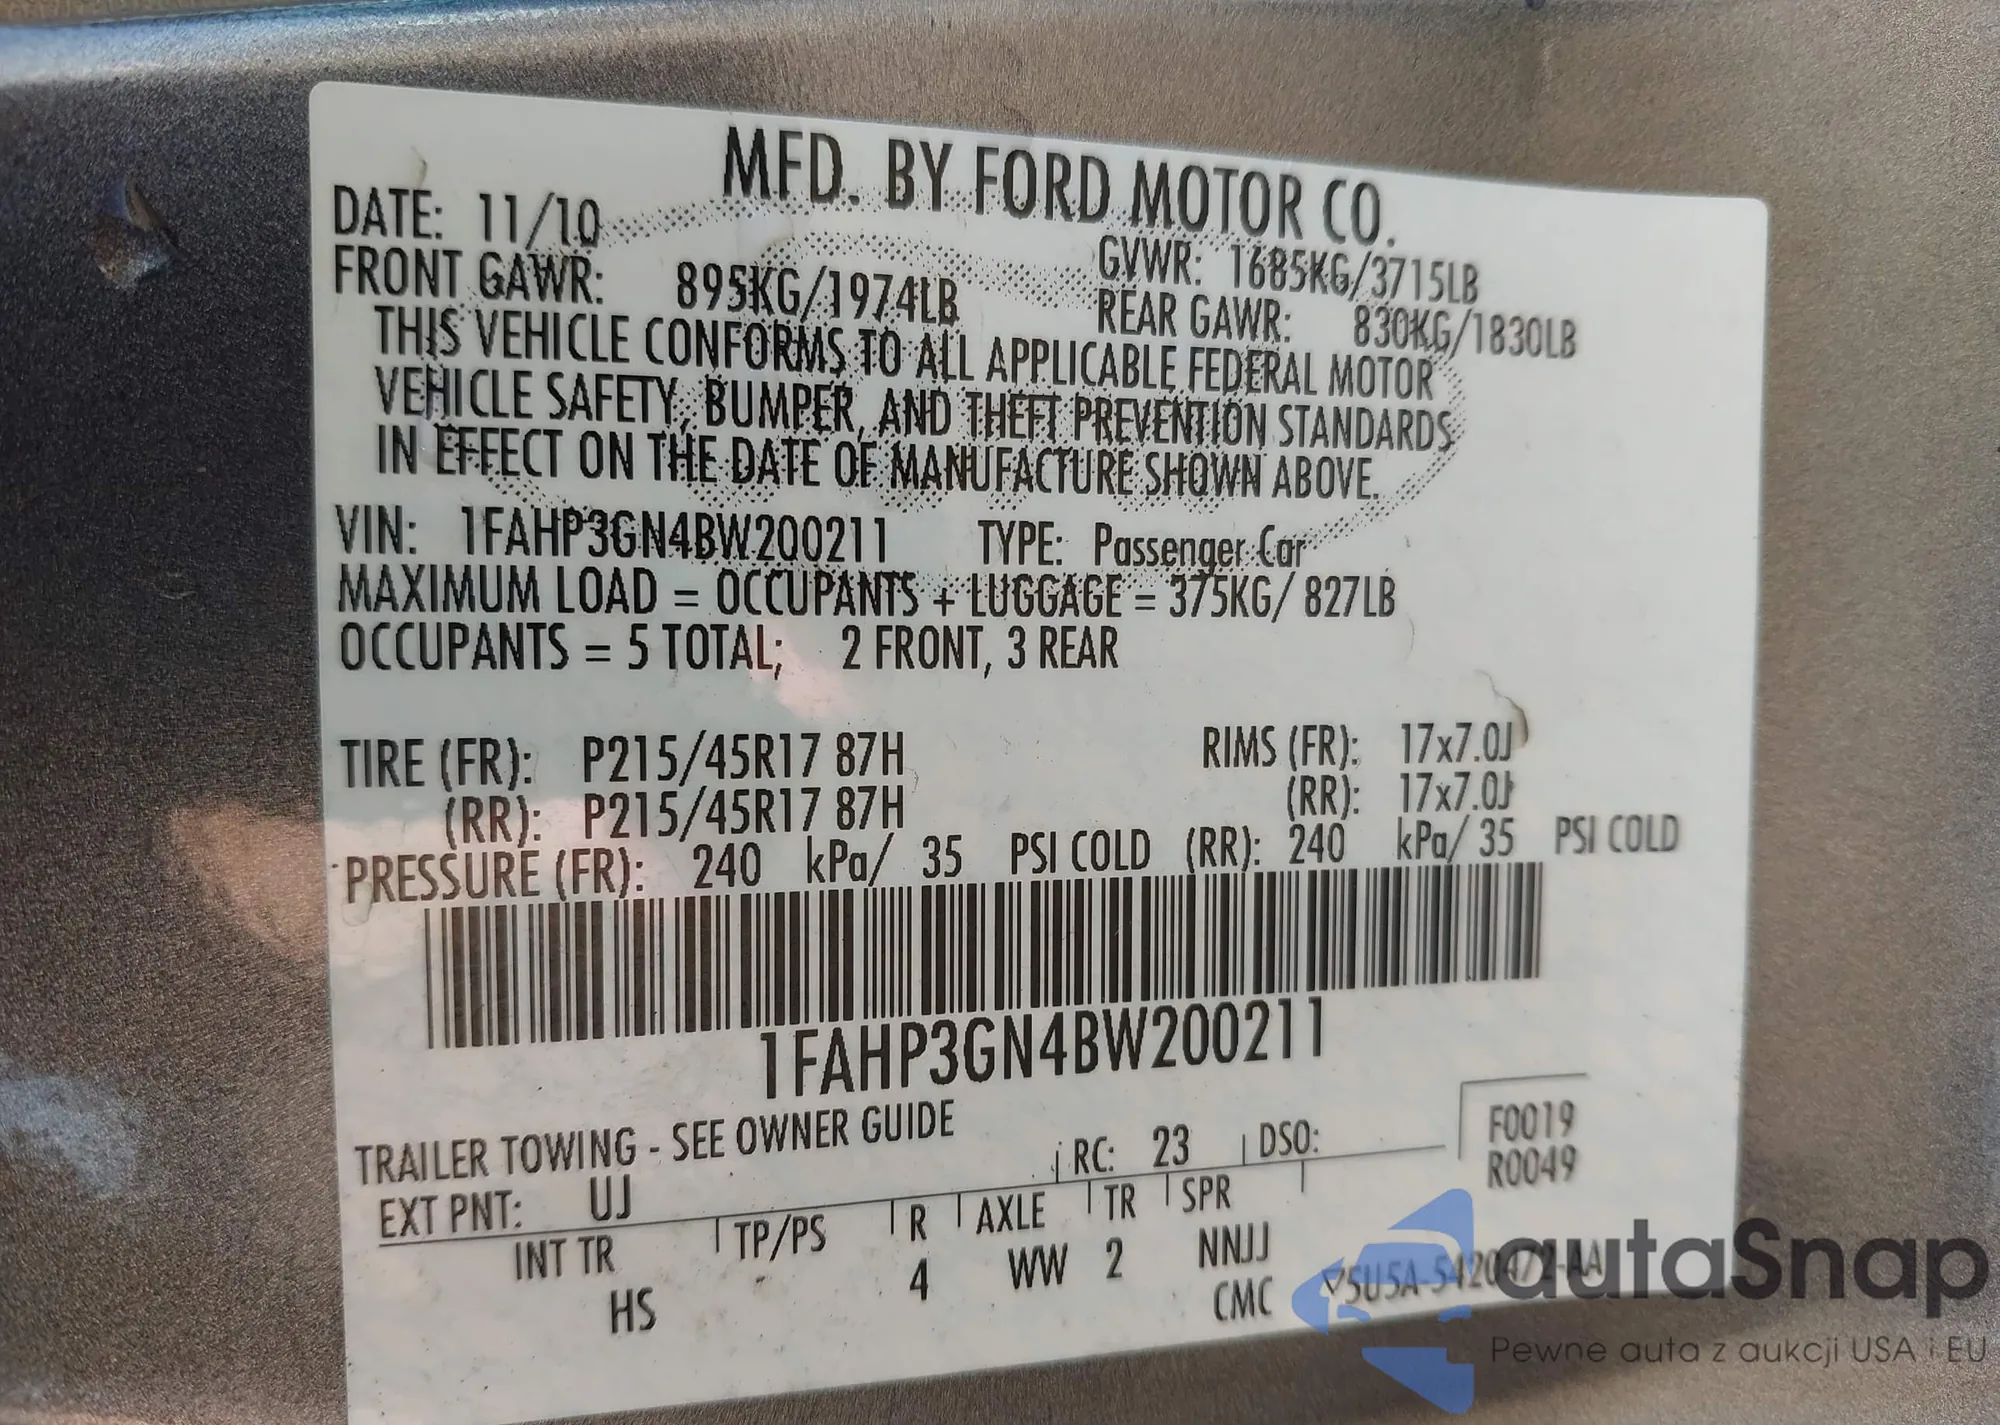 MFD. BY FORD MOTOR CO.
DATE: 11/10 GVWR: 1685KG/3715LB
FRONT GAWR: 895KG/1974LB REAR GAWR: 830KG/1830LB
THIS VEHICLE CONFORMS TO ALL APPLICABLE FEDERAL MOTOR
VEHICLE SAFETY, BUMPER, AND THEFT PREVENTION STANDARDS
IN EFFECT ON THE DATE OF MANUFACTURE SHOWN ABOVE.
VIN: 1FAHP3GN4BW200211 TYPE: Passenger Car
MAXIMUM LOAD = OCCUPANTS + LUGGAGE = 375KG/ 827LB
OCCUPANTS = 5 TOTAL; 2 FRONT, 3 REAR
TIRE (FR): P215/45R17 87H RIMS (FR): 17x7.0J
(RR): P215/45R17 87H (RR): 17x7.0J
PRESSURE (FR): 240 kPa/ 35 PSI COLD (RR): 240 kPa/ 35 PSI COLD
1FAHP3GN4BW200211
TRAILER TOWING - SEE OWNER GUIDE
EXT PNT: UJ RC: 23 DSO: F0019
R0049
INT TR TP/PS R AXLE TR SPR
HS - 4 WW 2 NNJJ
CMC
autaSnap
Pewne auta z aukcji USA i EU